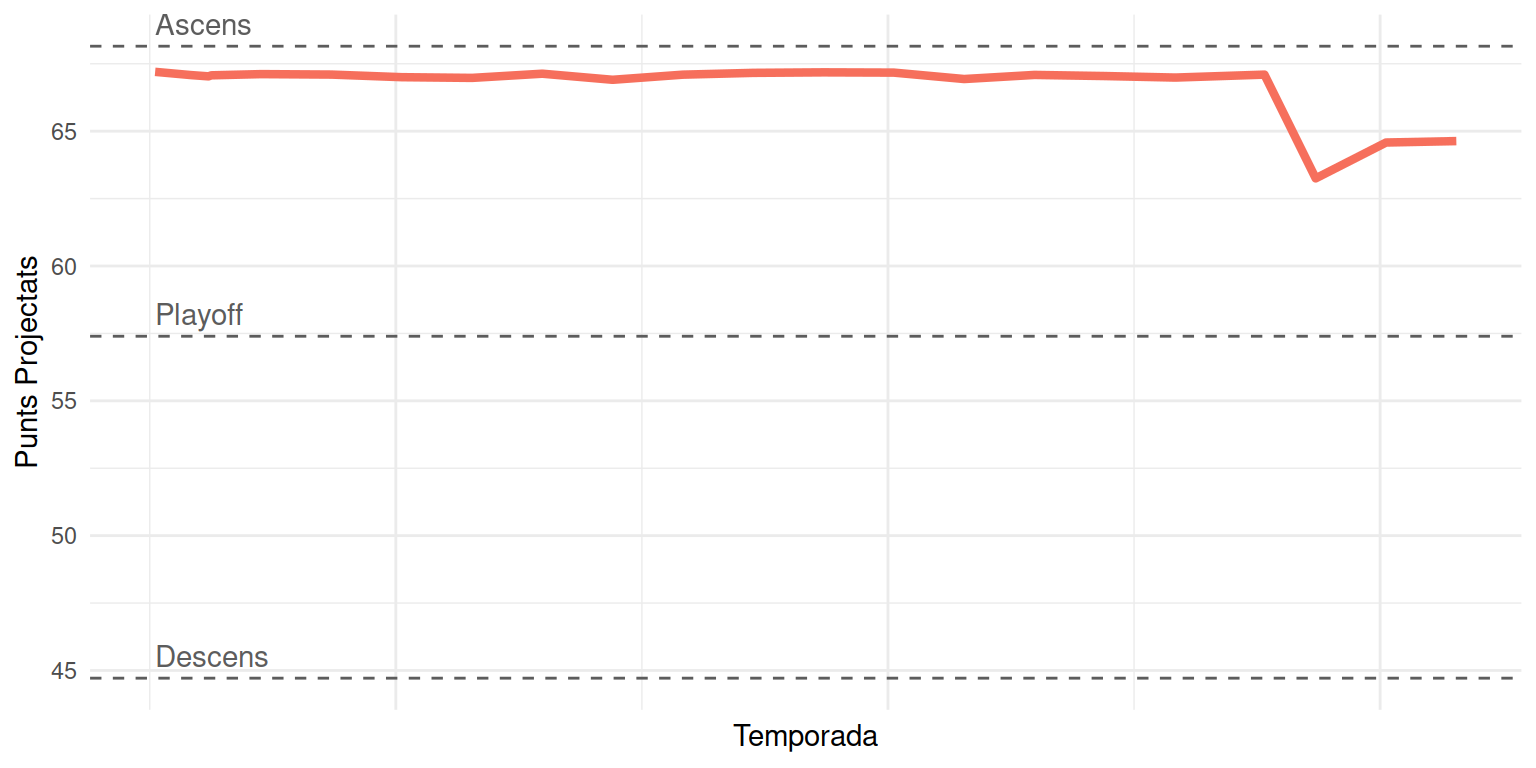 Ascens
65
60
Playoff
55
50
Descens
45
Punts Projectats
Temporada